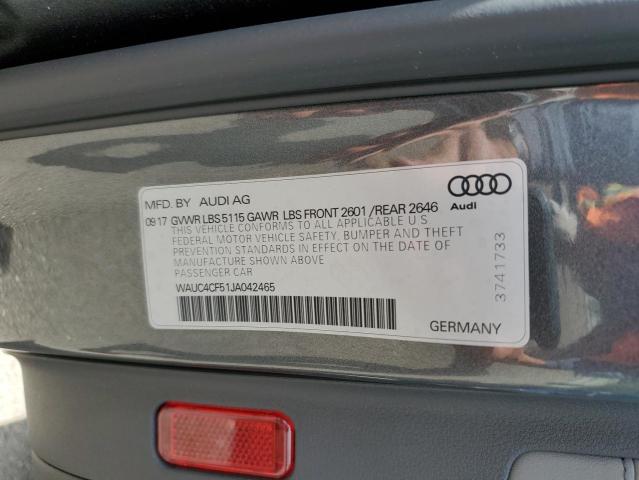 MFD. BY AUDI AG
09 17 GVWR LBS 5115 GAWR LBS FRONT 2601 / REAR 2646
THIS VEHICLE CONFORMS TO ALL APPLICABLE U S
FEDERAL MOTOR VEHICLE SAFETY, BUMPER AND THEFT
PREVENTION STANDARDS IN EFFECT ON THE DATE OF
MANUFACTURE SHOWN ABOVE
PASSENGER CAR
WAUC4CF51JA042465
GERMANY
Audi
3741733